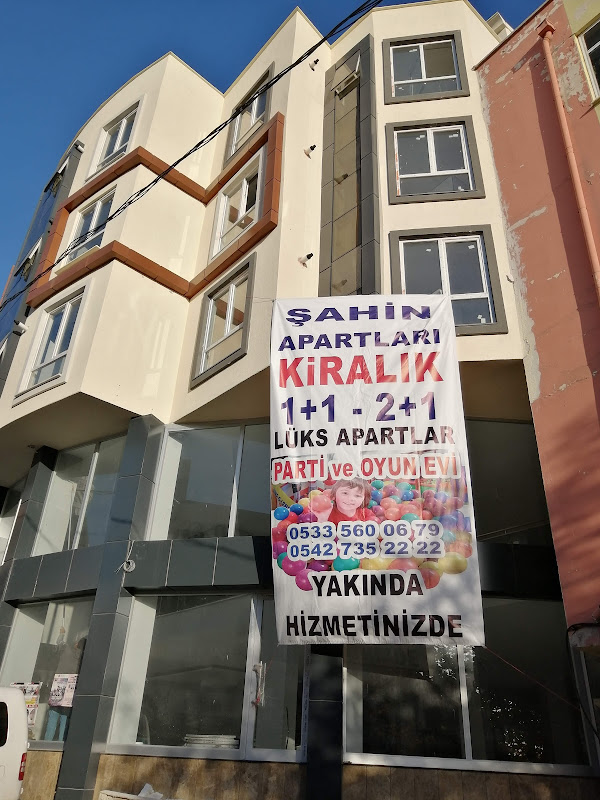 ŞAHİN
APARTLARI
KİRALIK
1+1 - 2+1
LÜKS APARTLAR
PARTİ ve OYUN EVİ
0533 560 06 79
0542 735 22 22
YAKINDA
HİZMETİNİZDE